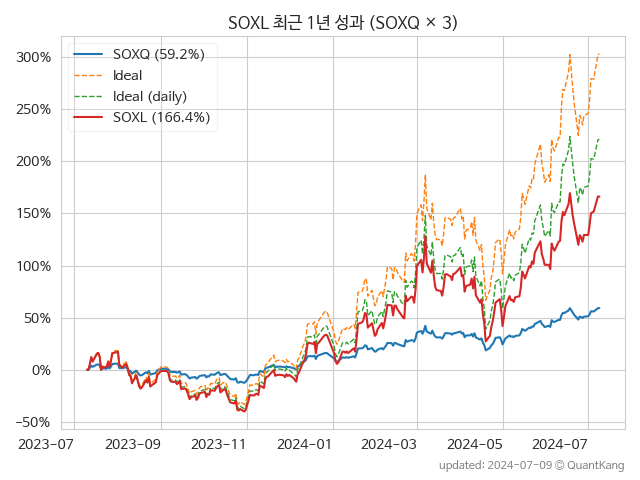 SOXL 최근 1년 성과 (SOXQ × 3)
SOXQ (59.2%)
Ideal
Ideal (daily)
SOXL (166.4%)
300%
250%
200%
150%
100%
50%
0%
−50%
2023-07 2023-09 2023-11 2024-01 2024-03 2024-05 2024-07
updated: 2024-07-09 © QuantKang